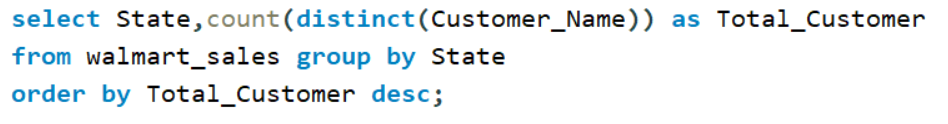 select State,count(distinct(Customer_Name)) as Total_Customer
from walmart_sales group by State
order by Total_Customer desc;